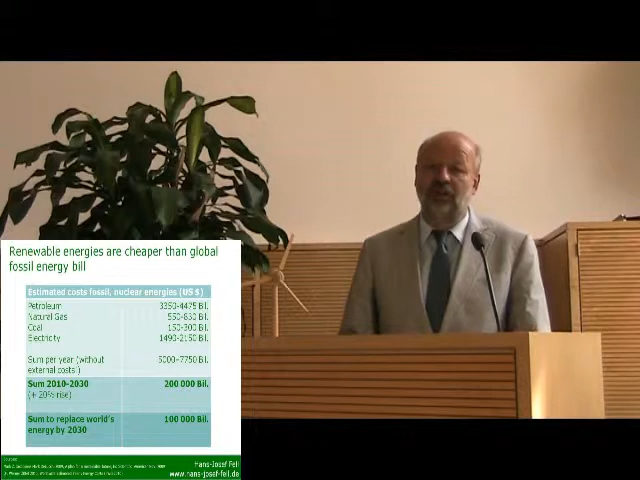 Renewable energies are cheaper than global
fossil energy bill
Estimated costs fossil, nuclear energies (US $)
Petroleum 3350-4475 Bil.
Natural Gas 550-830 Bil.
Coal 150-300 Bil.
Electricity 1490-2150 Bil.
Sum per year (without 5000-7750 Bil.
external costs!)
Sum 2010-2030 200 000 Bil.
(+ 20% rise)
Sum to replace world's 100 000 Bil.
energy by 2030
Hans-Josef Fell
www.hans-josef-fell.de